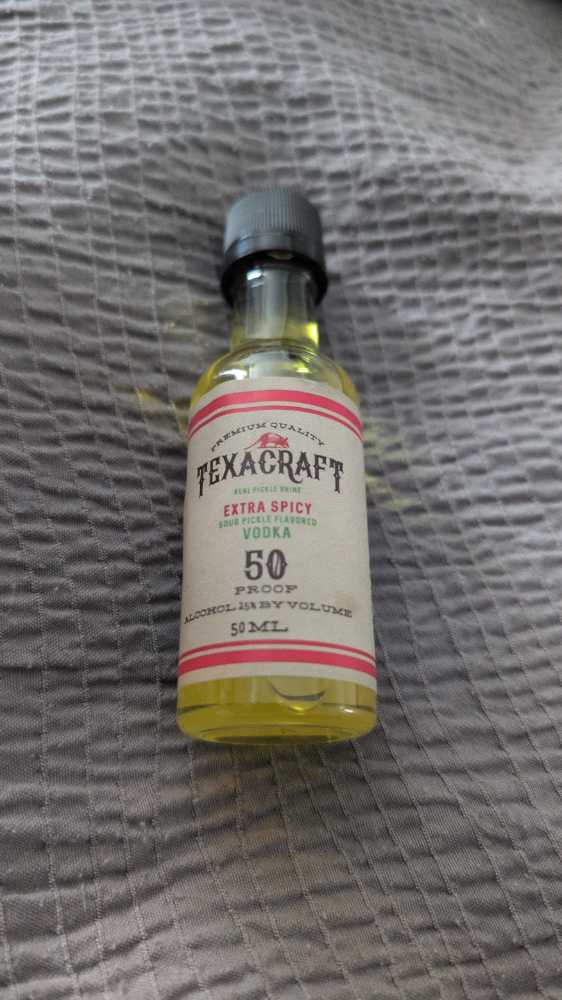 PREMIUM QUALITY
TEXACRAFT
REAL PICKLE BRINE
EXTRA SPICY
SOUR PICKLE FLAVORED
VODKA
50
PROOF
ALCOHOL 25% BY VOLUME
50 ML